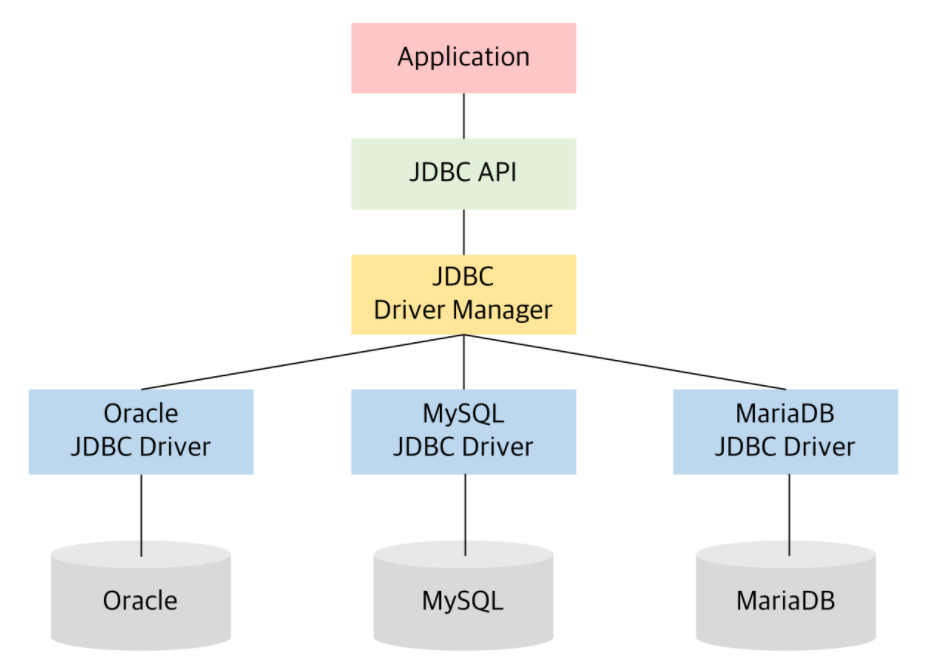 Application
JDBC API
JDBC
Driver Manager
Oracle
JDBC Driver
MySQL
JDBC Driver
MariaDB
JDBC Driver
Oracle
MySQL
MariaDB